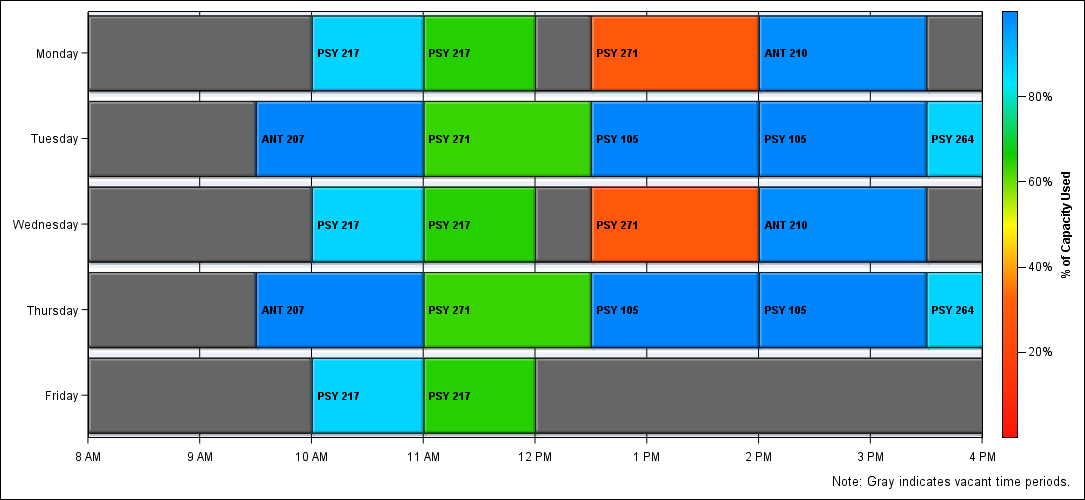 Monday
PSY 217
PSY 217
PSY 271
ANT 210
Tuesday
ANT 207
PSY 271
PSY 105
PSY 105
PSY 264
Wednesday
PSY 217
PSY 217
PSY 271
ANT 210
Thursday
ANT 207
PSY 271
PSY 105
PSY 105
PSY 264
Friday
PSY 217
PSY 217
8 AM
9 AM
10 AM
11 AM
12 PM
1 PM
2 PM
3 PM
4 PM
80%
60%
40%
20%
% of Capacity Used
Note: Gray indicates vacant time periods.